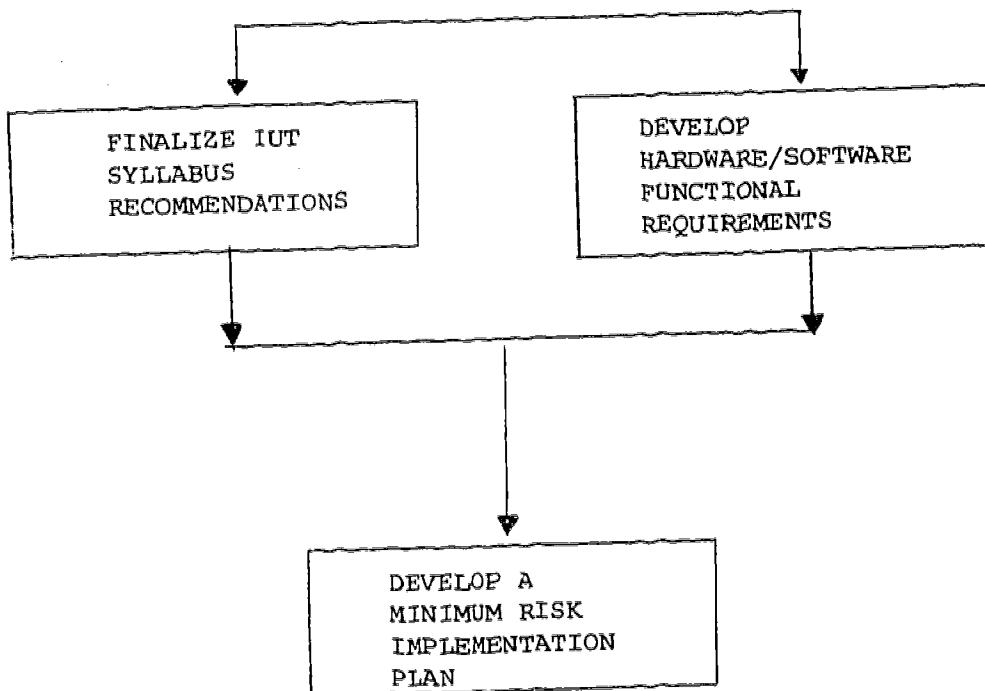 FINALIZE IUT
SYLLABUS
RECOMMENDATIONS
DEVELOP
HARDWARE/SOFTWARE
FUNCTIONAL
REQUIREMENTS
DEVELOP A
MINIMUM RISK
IMPLEMENTATION
PLAN